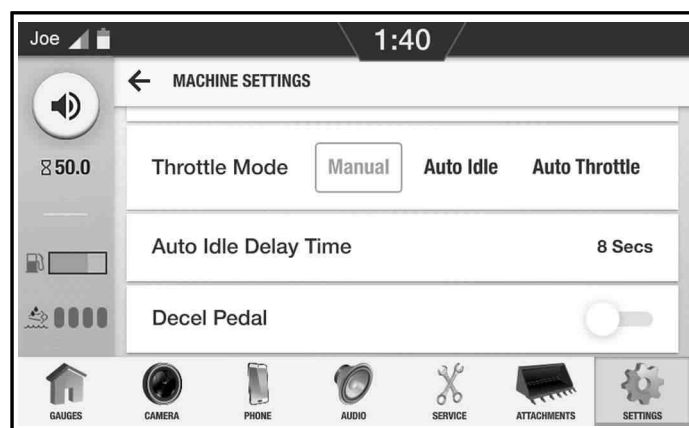 Joe
1:40
MACHINE SETTINGS
50.0
Throttle Mode Manual Auto Idle Auto Throttle
Auto Idle Delay Time 8 Secs
Decel Pedal
GAUGES CAMERA PHONE AUDIO SERVICE ATTACHMENTS SETTINGS